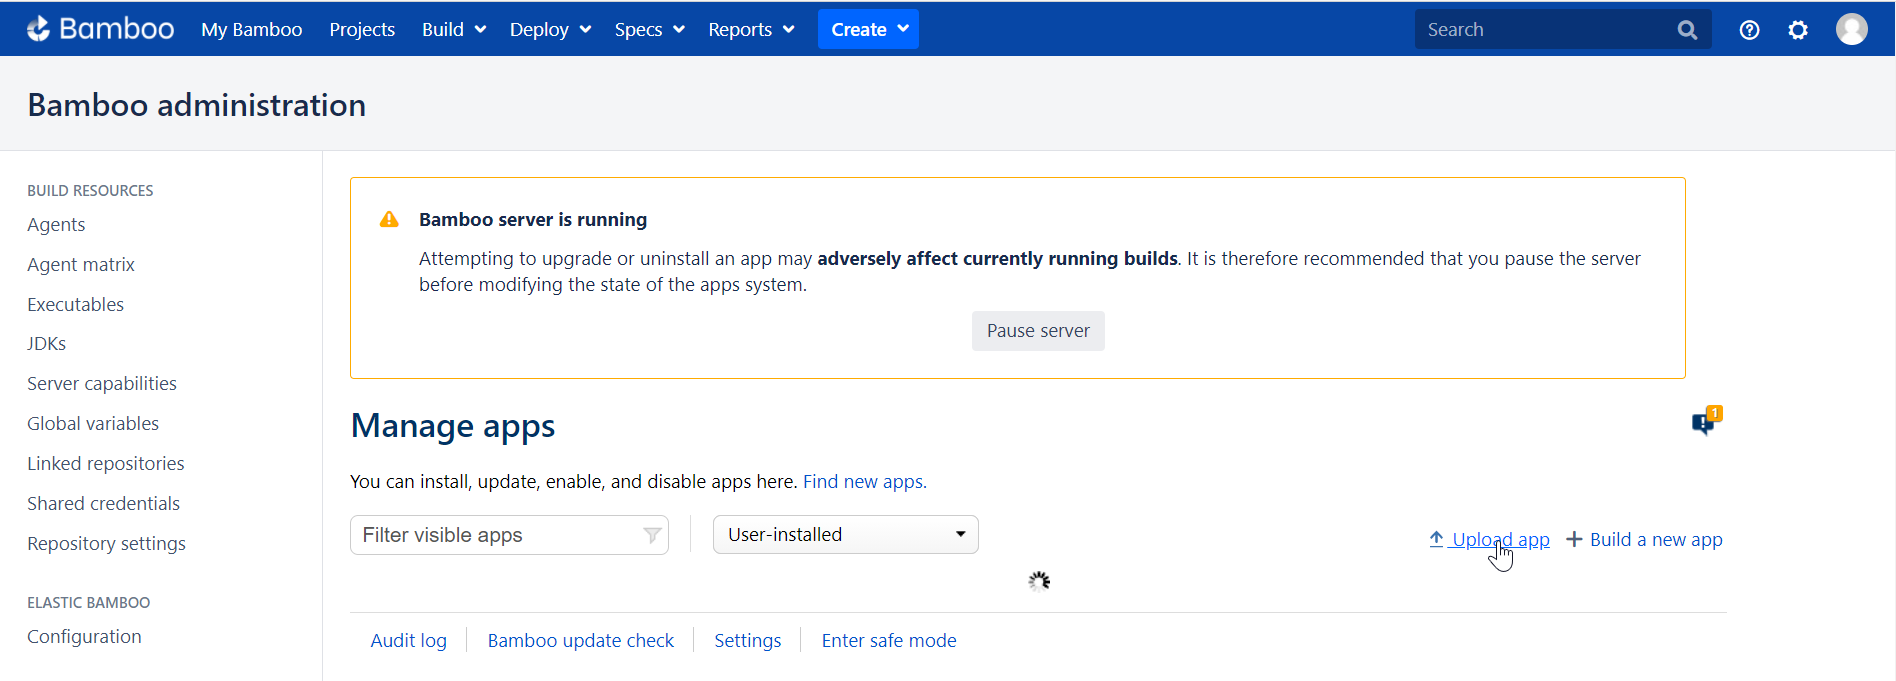 Bamboo My Bamboo Projects Build Deploy Specs Reports Create Search
Bamboo administration
BUILD RESOURCES
Agents
Agent matrix
Executables
JDKs
Server capabilities
Global variables
Linked repositories
Shared credentials
Repository settings
ELASTIC BAMBOO
Configuration
Bamboo server is running
Attempting to upgrade or uninstall an app may adversely affect currently running builds. It is therefore recommended that you pause the server
before modifying the state of the apps system.
Pause server
Manage apps
1
You can install, update, enable, and disable apps here. Find new apps.
Filter visible apps User-installed Upload app Build a new app
Audit log Bamboo update check Settings Enter safe mode